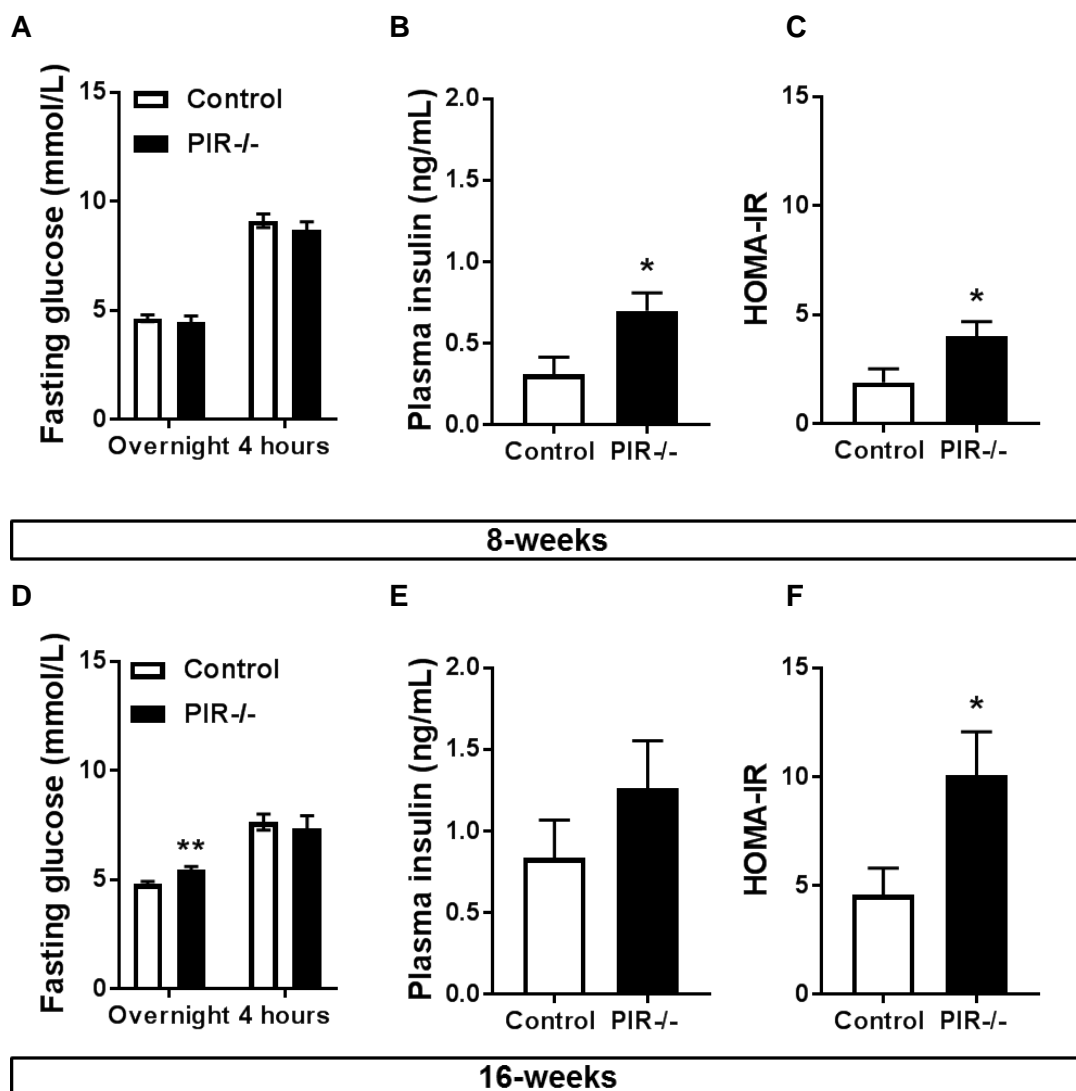 A
Fasting glucose (mmol/L)
15
10
5
0
Control
PIR-/-
Overnight 4 hours
B
Plasma insulin (ng/mL)
2.0
1.5
1.0
0.5
0.0
*
Control PIR-/-
C
HOMA-IR
15
10
5
0
*
Control PIR-/-
8-weeks
D
Fasting glucose (mmol/L)
15
10
5
0
Control
PIR-/-
**
Overnight 4 hours
E
Plasma insulin (ng/mL)
2.0
1.5
1.0
0.5
0.0
Control PIR-/-
F
HOMA-IR
15
10
5
0
*
Control PIR-/-
16-weeks